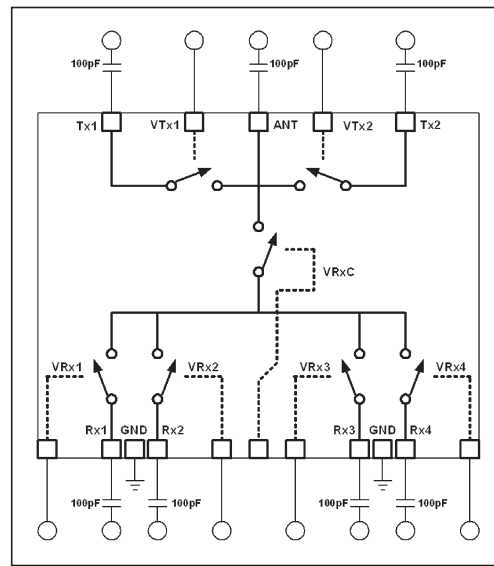 100pF 100pF 100pF
Tx1 VTx1 ANT VTx2 Tx2
VRxC
VRx1 VRx2 VRx3 VRx4
Rx1 GND Rx2 Rx3 GND Rx4
100pF 100pF 100pF 100pF